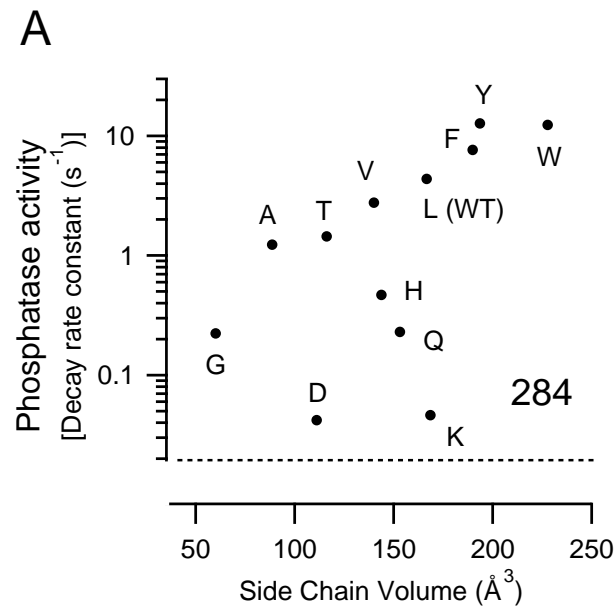 A
Phosphatase activity
[Decay rate constant (s⁻¹)]
10
1
0.1
Y
F
W
V
L (WT)
A
T
H
G
Q
D
K
284
50
100
150
200
250
Side Chain Volume (Å³)